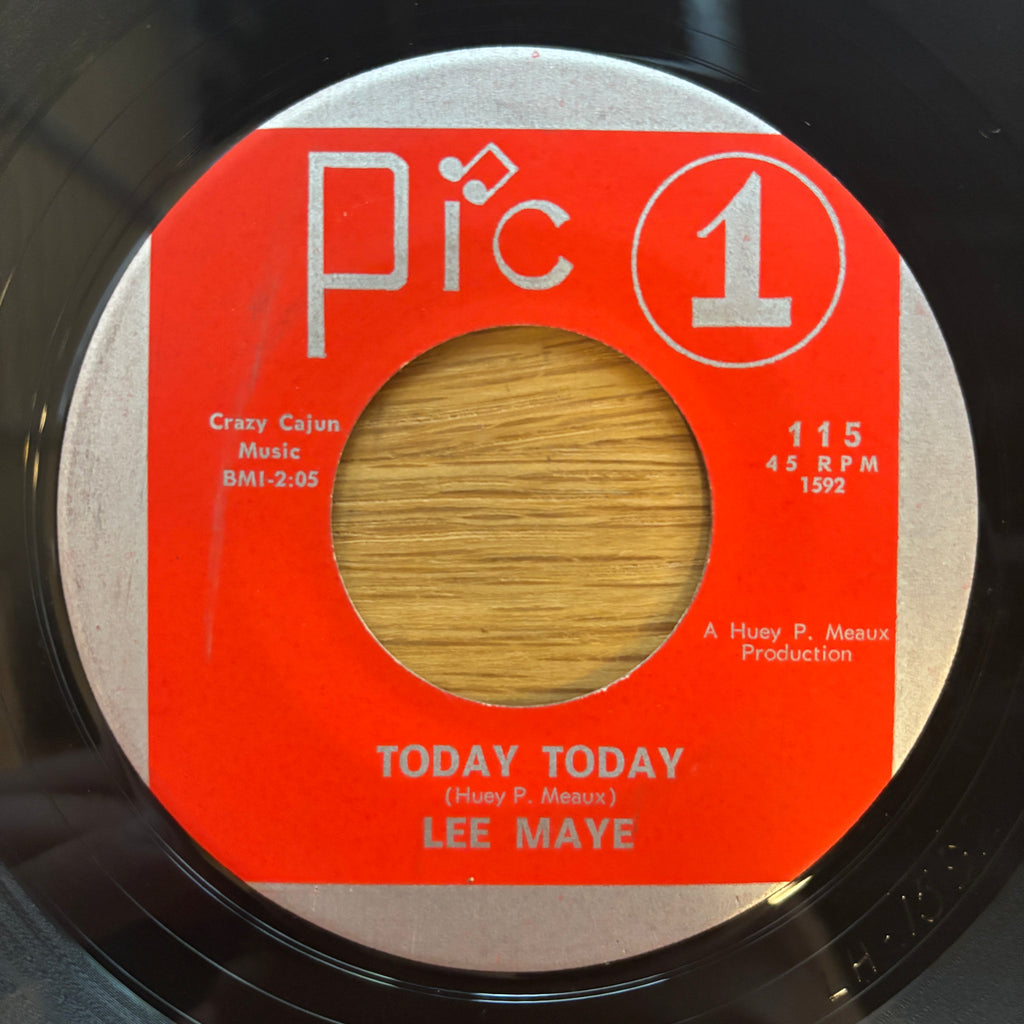 Pic 1
Crazy Cajun
Music
BMI-2:05
115
45 RPM
1592
A Huey P. Meaux
Production
TODAY TODAY
(Huey P. Meaux)
LEE MAYE